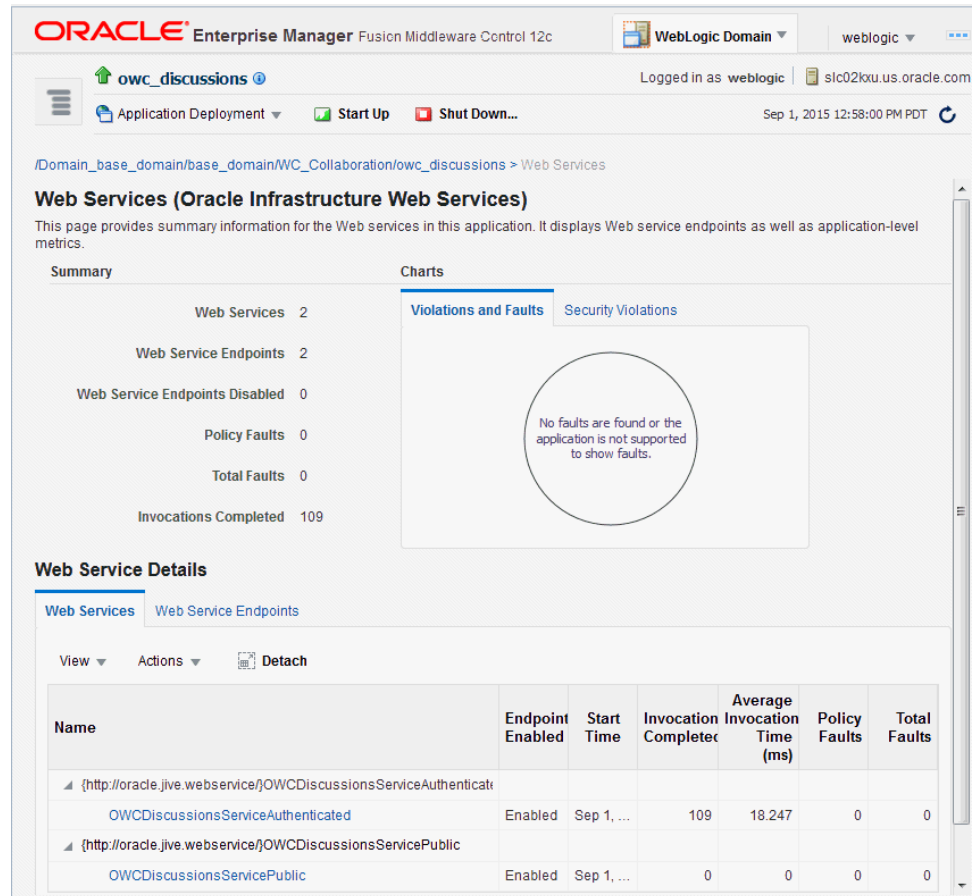 ORACLE Enterprise Manager Fusion Middleware Control 12c
WebLogic Domain
weblogic
owc_discussions
Logged in as weblogic
slc02kxu.us.oracle.com
Application Deployment
Start Up
Shut Down...
Sep 1, 2015 12:58:00 PM PDT
/Domain_base_domain/base_domain/WC_Collaboration/owc_discussions > Web Services
Web Services (Oracle Infrastructure Web Services)
This page provides summary information for the Web services in this application. It displays Web service endpoints as well as application-level
metrics.
Summary
Web Services 2
Web Service Endpoints 2
Web Service Endpoints Disabled 0
Policy Faults 0
Total Faults 0
Invocations Completed 109
Charts
Violations and Faults
Security Violations
No faults are found or the
application is not supported
to show faults.
Web Service Details
Web Services
Web Service Endpoints
View
Actions
Detach
Name
Endpoint
Enabled
Start
Time
Invocation
Completed
Average
Invocation
Time
(ms)
Policy
Faults
Total
Faults
{http://oracle.jive.webservice/}OWCDiscussionsServiceAuthenticate
OWCDiscussionsServiceAuthenticated Enabled Sep 1, ... 109 18.247 0 0
{http://oracle.jive.webservice/}OWCDiscussionsServicePublic
OWCDiscussionsServicePublic Enabled Sep 1, ... 0 0 0 0